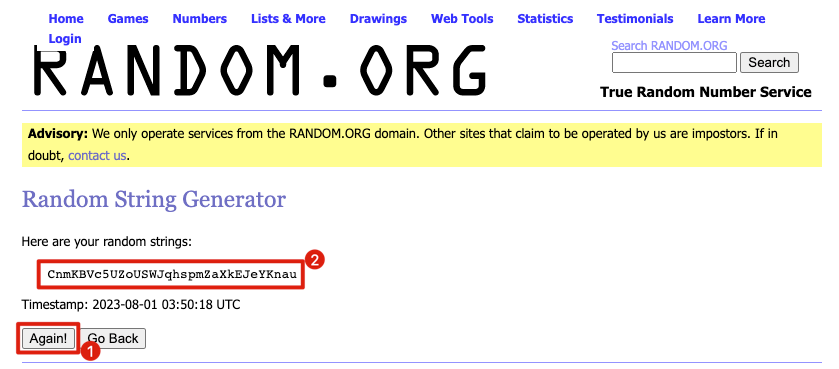 Home Games Numbers Lists & More Drawings Web Tools Statistics Testimonials Learn More
Login
RANDOM.ORG
Search RANDOM.ORG
Search
True Random Number Service
Advisory: We only operate services from the RANDOM.ORG domain. Other sites that claim to be operated by us are impostors. If in
doubt, contact us.
Random String Generator
Here are your random strings:
2
CnmKBVc5UZoUSWJqhspmZaXkEJeYKnau
Timestamp: 2023-08-01 03:50:18 UTC
Again! Go Back
1